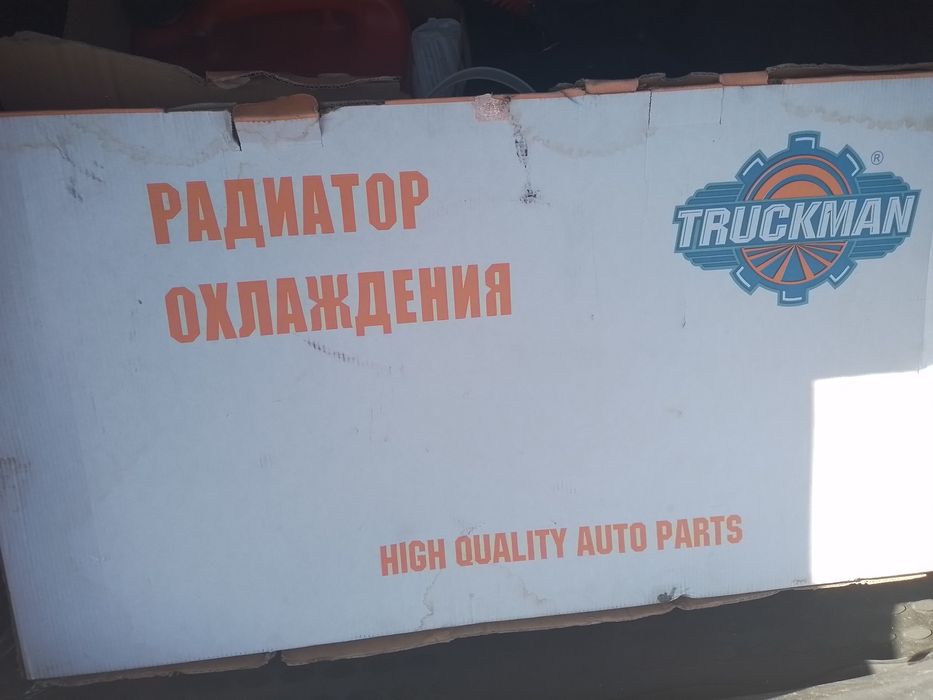 РАДИАТОР
ОХЛАЖДЕНИЯ
TRUCKMAN ®
HIGH QUALITY AUTO PARTS